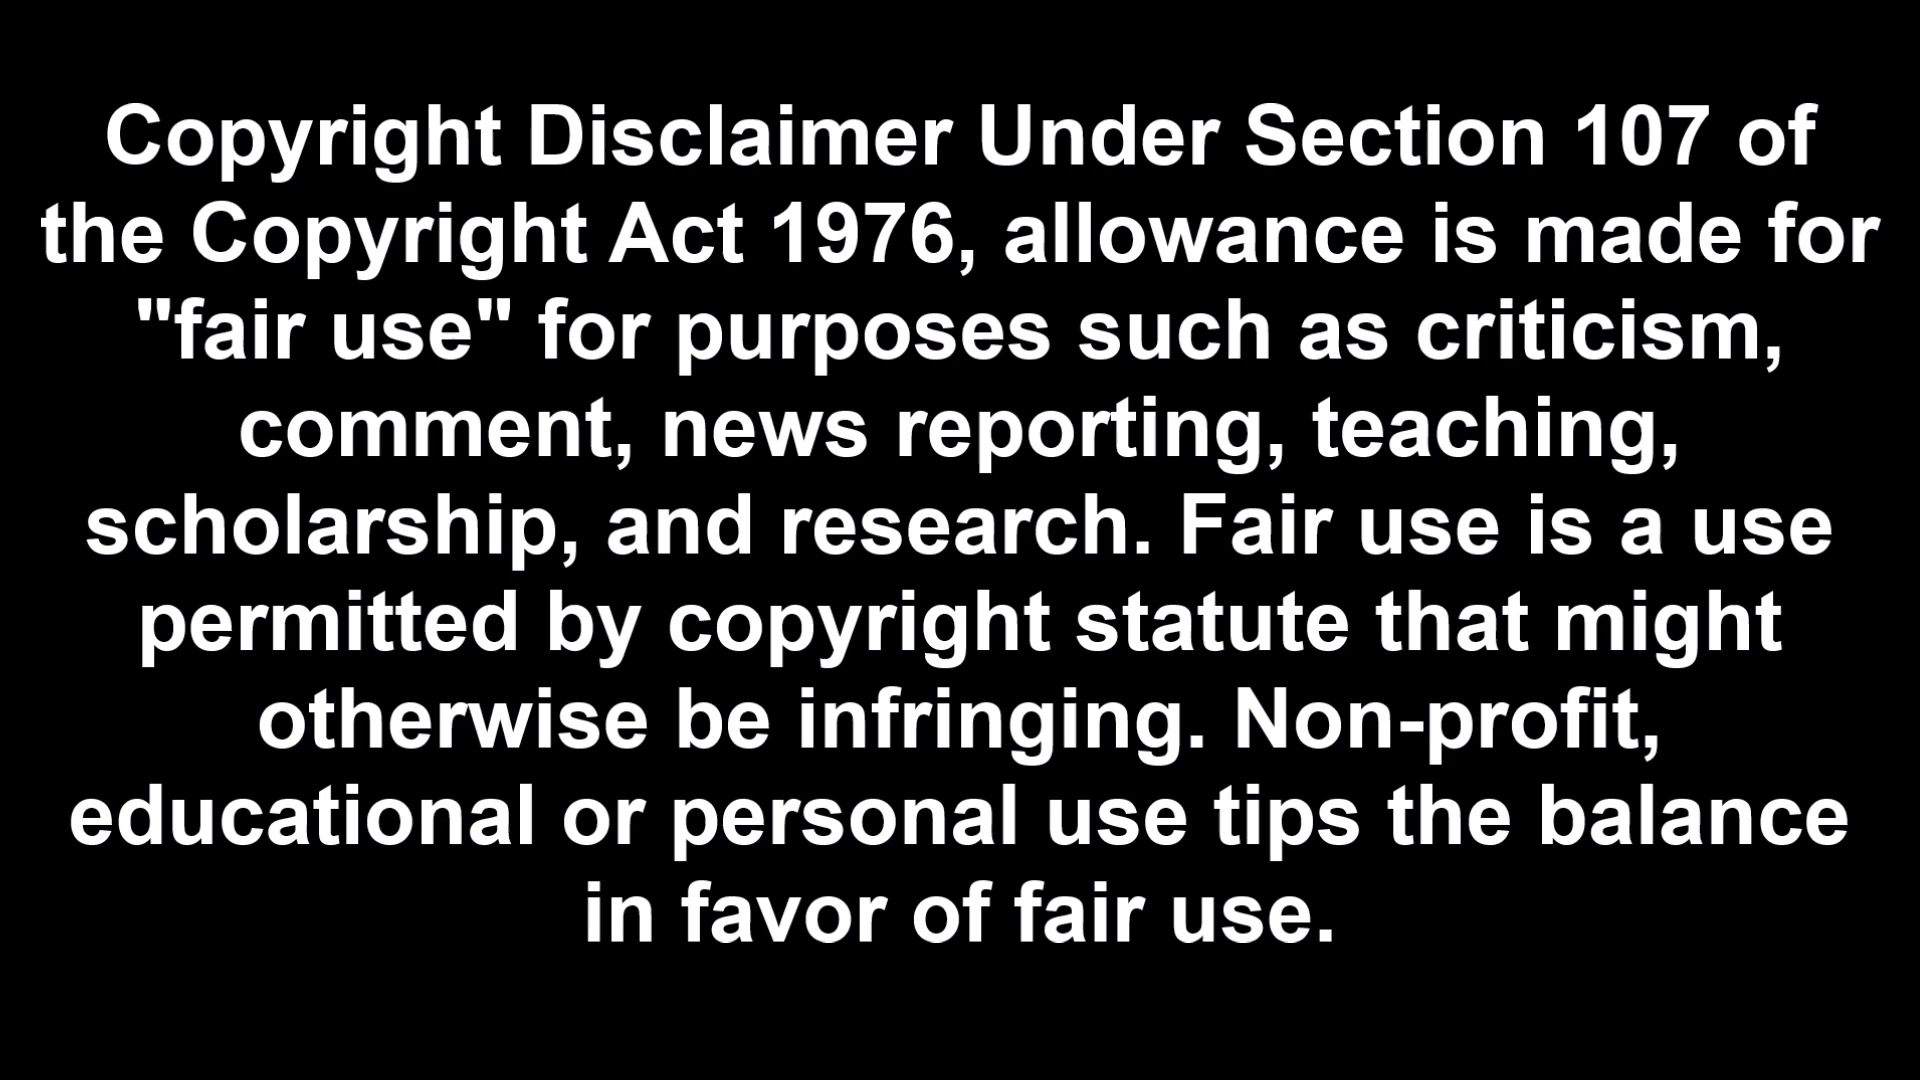 Copyright Disclaimer Under Section 107 of
the Copyright Act 1976, allowance is made for
"fair use" for purposes such as criticism,
comment, news reporting, teaching,
scholarship, and research. Fair use is a use
permitted by copyright statute that might
otherwise be infringing. Non-profit,
educational or personal use tips the balance
in favor of fair use.